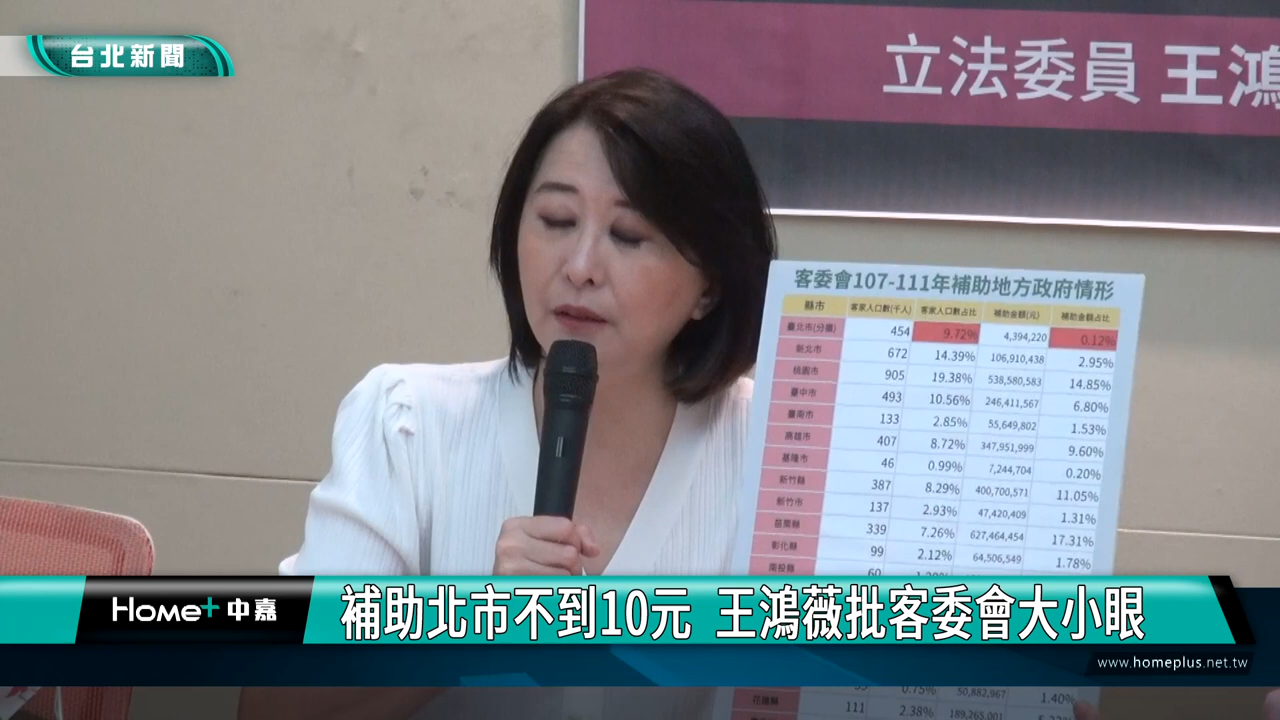 台北新聞
立法委員 王鴻
客委會107-111年補助地方政府情形
縣市 客家人口數(千人) 客家人口數占比 補助金額(元) 補助金額占比
臺北市(分攤) 454 9.72% 4,394,220 0.12%
新北市 672 14.39% 106,910,438 2.95%
桃園市 905 19.38% 538,580,583 14.85%
臺中市 493 10.56% 246,411,567 6.80%
臺南市 133 2.85% 55,649,802 1.53%
高雄市 407 8.72% 347,951,999 9.60%
基隆市 46 0.99% 7,244,704 0.20%
新竹縣 387 8.29% 400,700,571 11.05%
新竹市 137 2.93% 47,420,409 1.31%
苗栗縣 339 7.26% 627,464,454 17.31%
彰化縣 99 2.12% 64,506,549 1.78%
南投縣 60
Home+中嘉
補助北市不到10元 王鴻薇批客委會大小眼
www.homeplus.net.tw
0.75% 50,882,967 1.40%
花蓮縣 111 2.38% 189,265,001